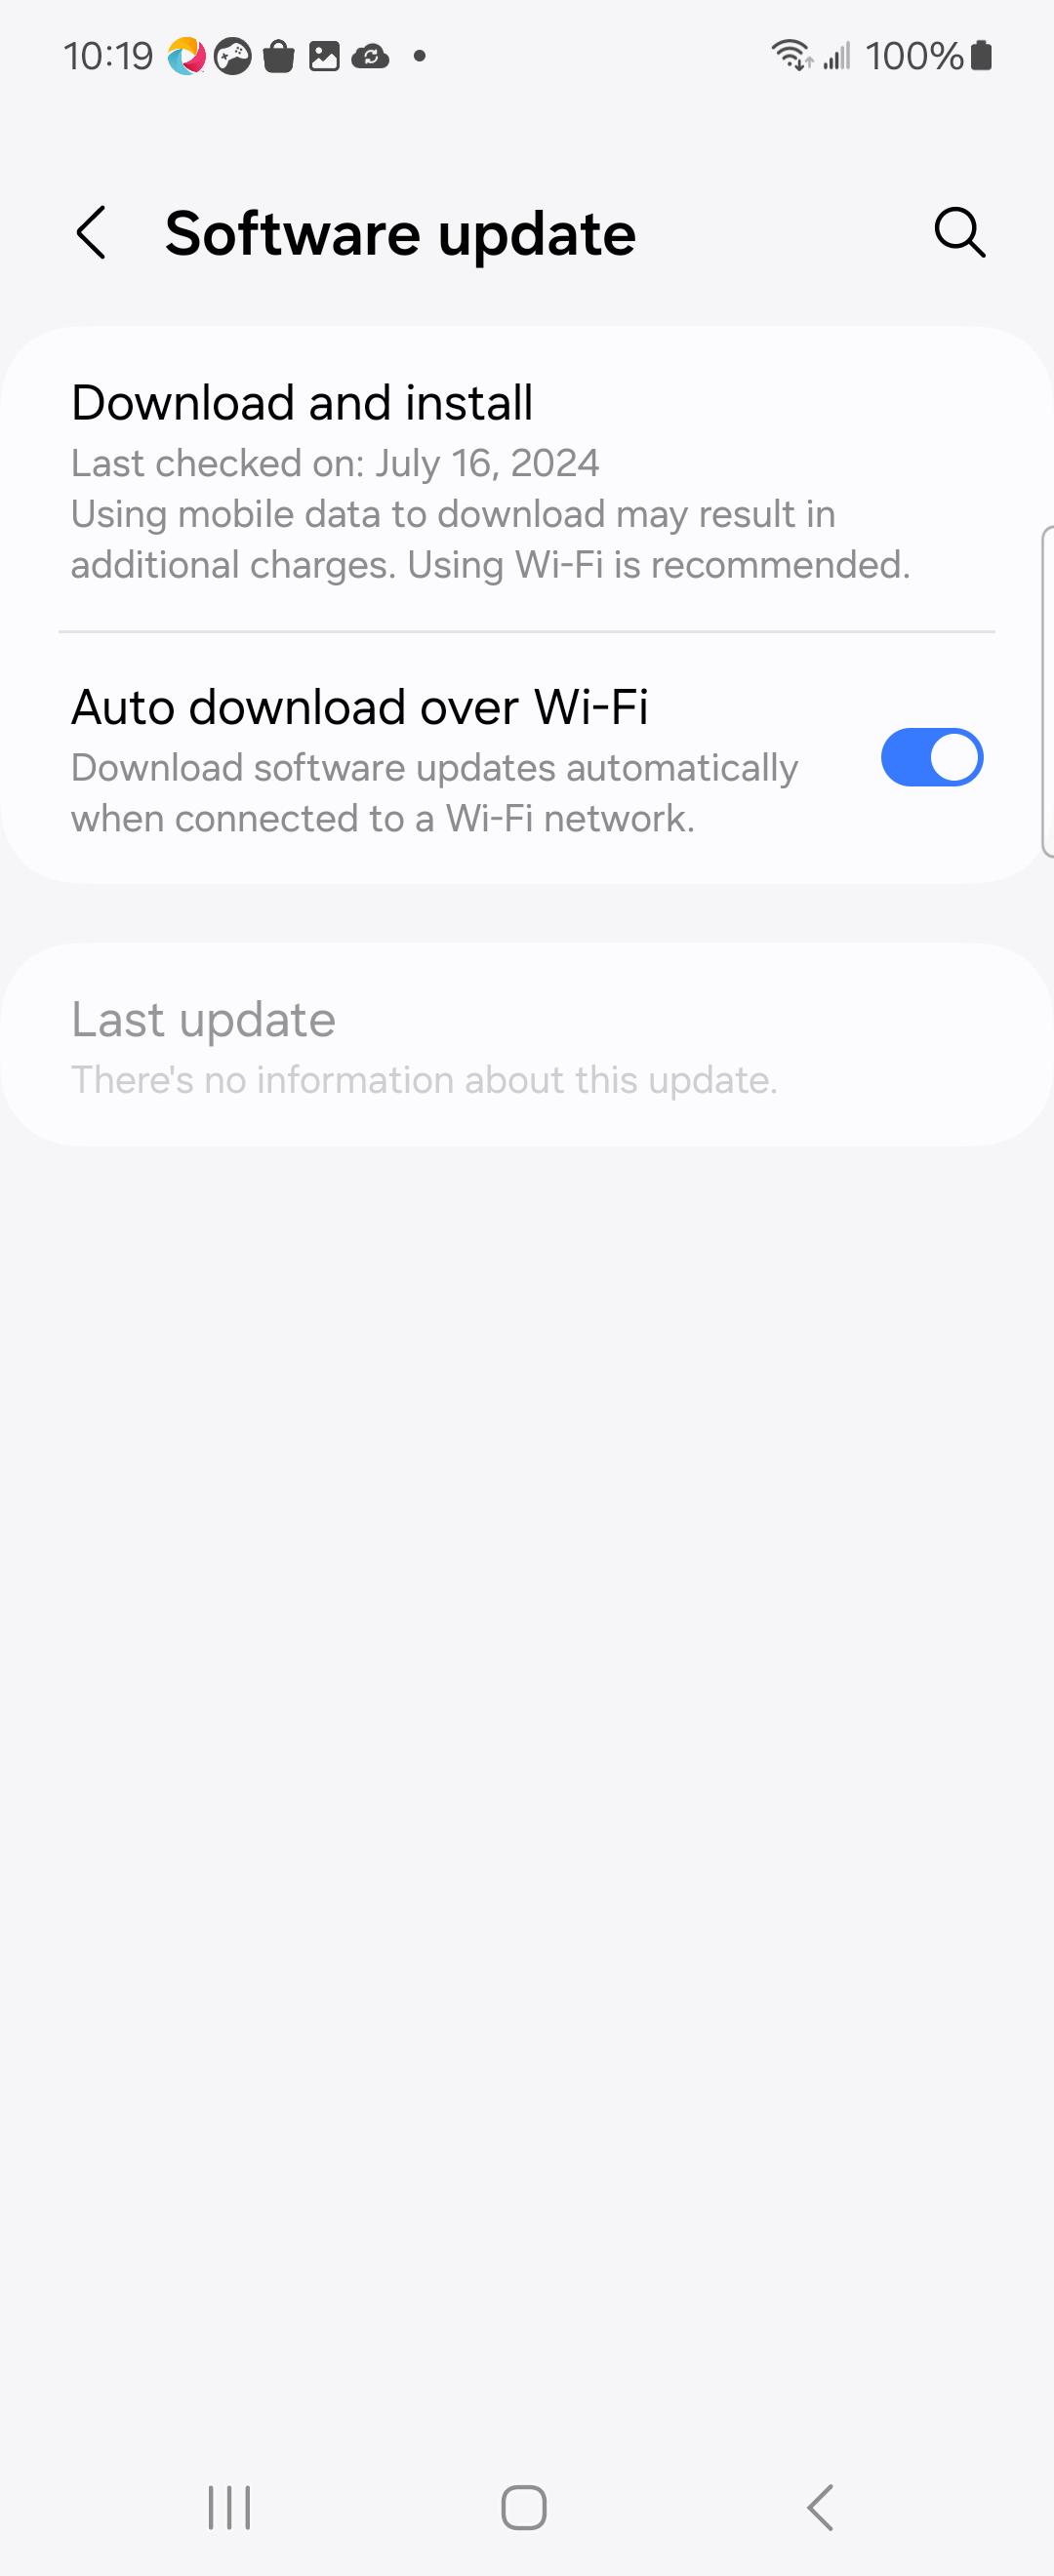 10:19
100%
Software update
Download and install
Last checked on: July 16, 2024
Using mobile data to download may result in
additional charges. Using Wi-Fi is recommended.
Auto download over Wi-Fi
Download software updates automatically
when connected to a Wi-Fi network.
Last update
There's no information about this update.